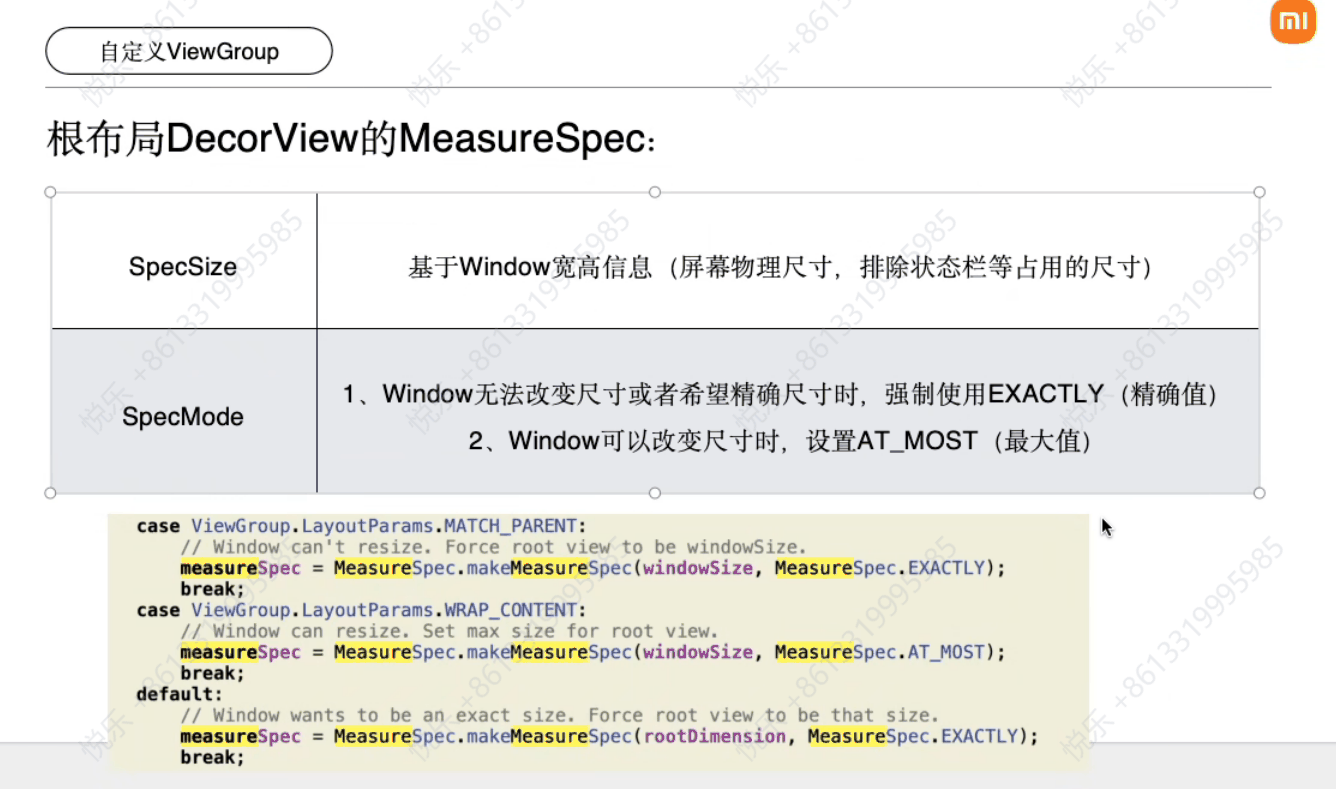 自定义ViewGroup
根布局DecorView的MeasureSpec:
SpecSize
基于Window宽高信息（屏幕物理尺寸，排除状态栏等占用的尺寸）
SpecMode
1、Window无法改变尺寸或者希望精确尺寸时，强制使用EXACTLY（精确值）
2、Window可以改变尺寸时，设置AT_MOST（最大值）
case ViewGroup.LayoutParams.MATCH_PARENT:
// Window can't resize. Force root view to be windowSize.
measureSpec = MeasureSpec.makeMeasureSpec(windowSize, MeasureSpec.EXACTLY);
break;
case ViewGroup.LayoutParams.WRAP_CONTENT:
// Window can resize. Set max size for root view.
measureSpec = MeasureSpec.makeMeasureSpec(windowSize, MeasureSpec.AT_MOST);
break;
default:
// Window wants to be an exact size. Force root view to be that size.
measureSpec = MeasureSpec.makeMeasureSpec(rootDimension, MeasureSpec.EXACTLY);
break;
mi
悦乐 +8613319995985